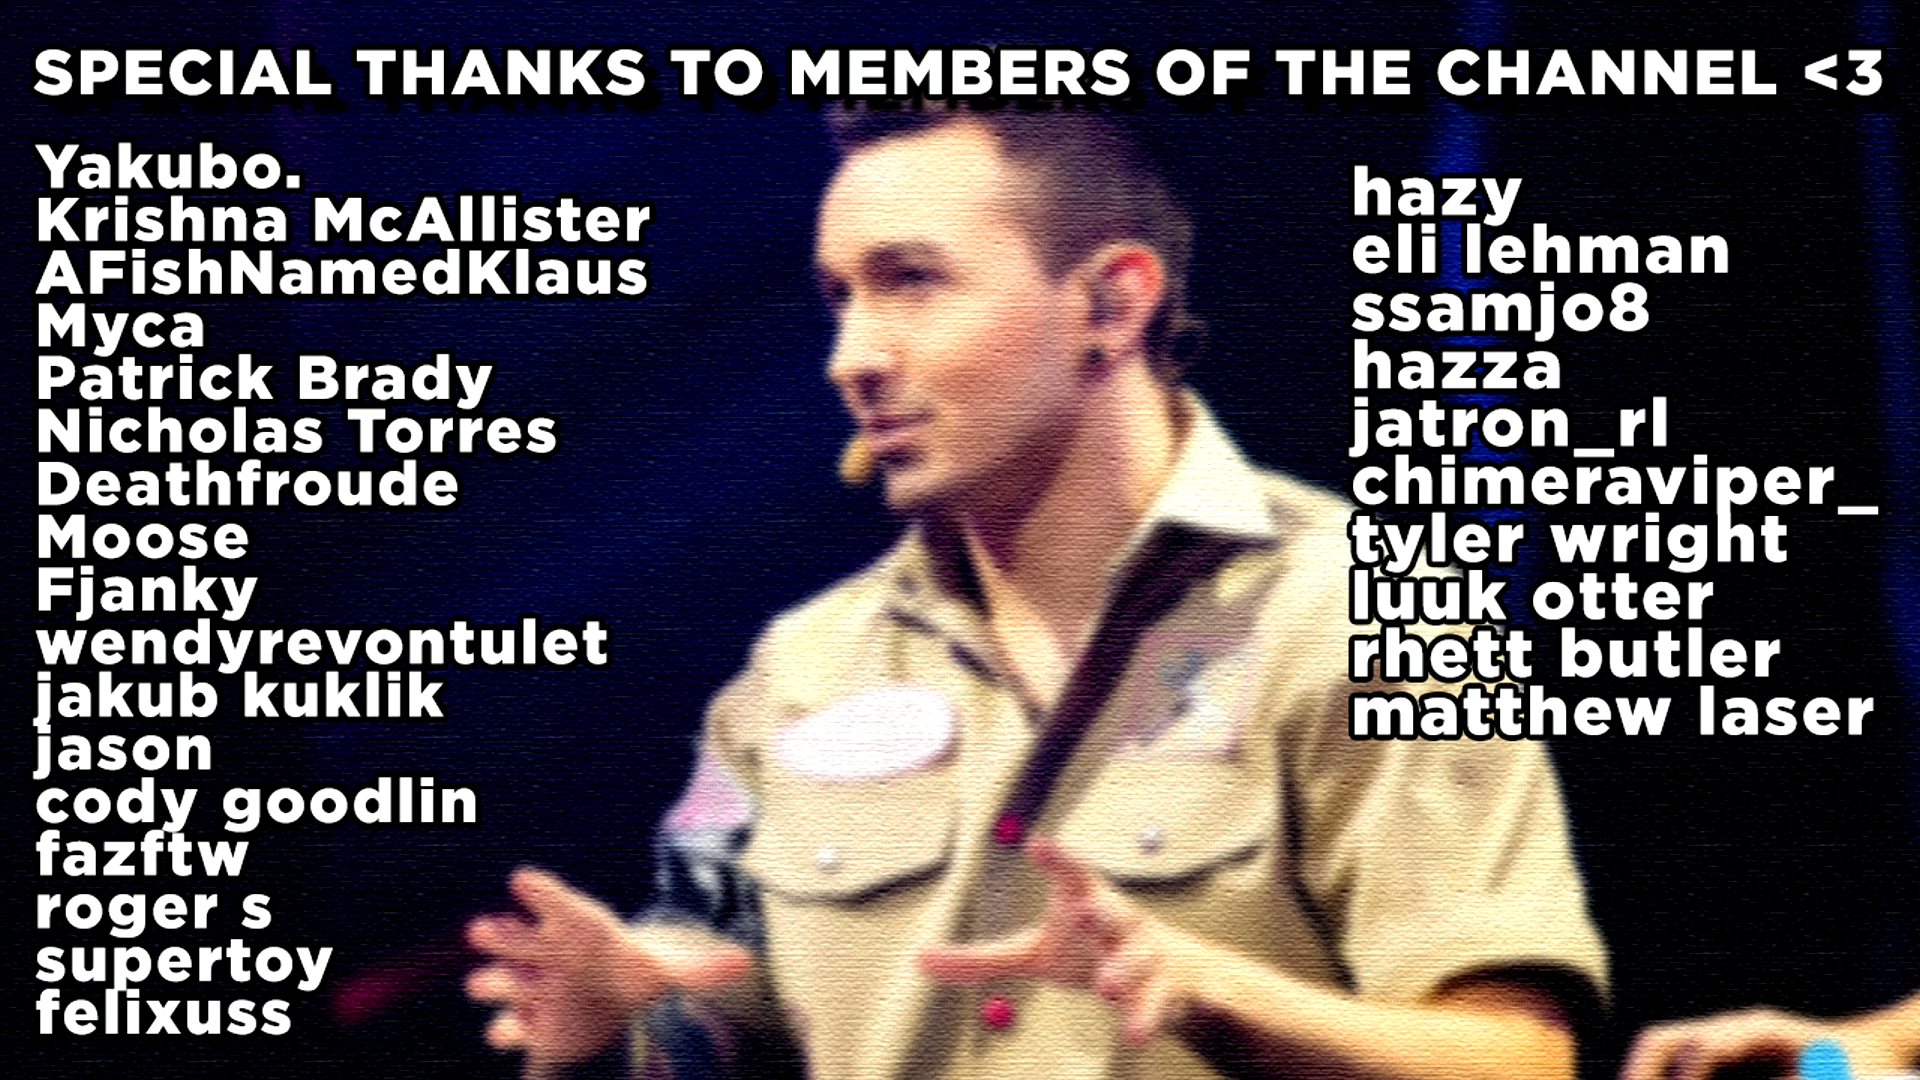 SPECIAL THANKS TO MEMBERS OF THE CHANNEL <3
Yakubo.
Krishna McAllister
AFishNamedKlaus
Myca
Patrick Brady
Nicholas Torres
Deathfroude
Moose
Fjanky
wendyrevontulet
jakub kuklik
jason
cody goodlin
fazftw
roger s
supertoy
felixuss
hazy
eli lehman
ssamjo8
hazza
jatron_rl
chimeraviper_
tyler wright
luuk otter
rhett butler
matthew laser